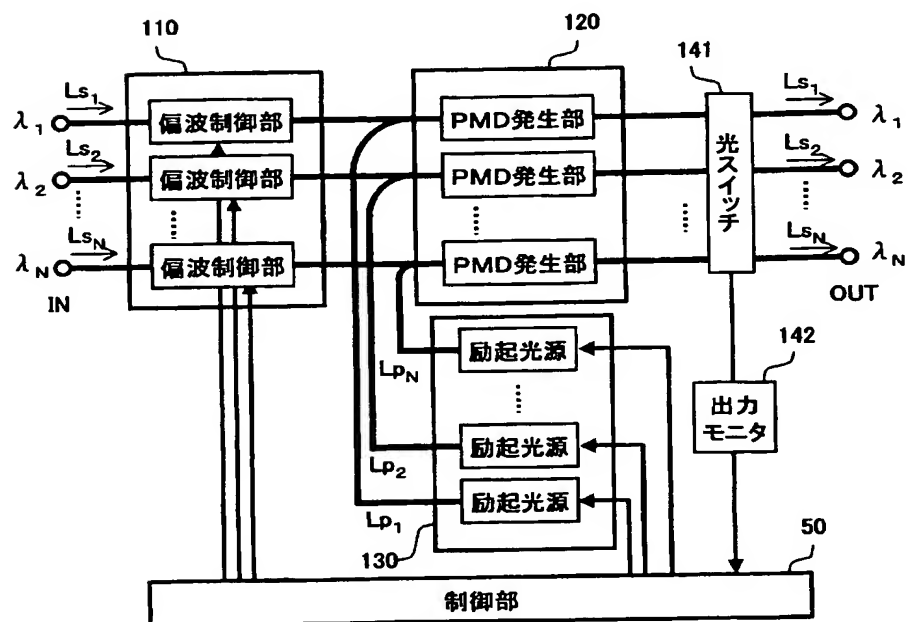 110
120
141
Ls1
λ1
偏波制御部
PMD発生部
Ls1
λ1
Ls2
λ2
偏波制御部
PMD発生部
Ls2
λ2
光スイッチ
LsN
λN
偏波制御部
PMD発生部
LsN
λN
IN
OUT
励起光源
LpN
142
出力
モニタ
励起光源
Lp2
励起光源
Lp1
130
50
制御部